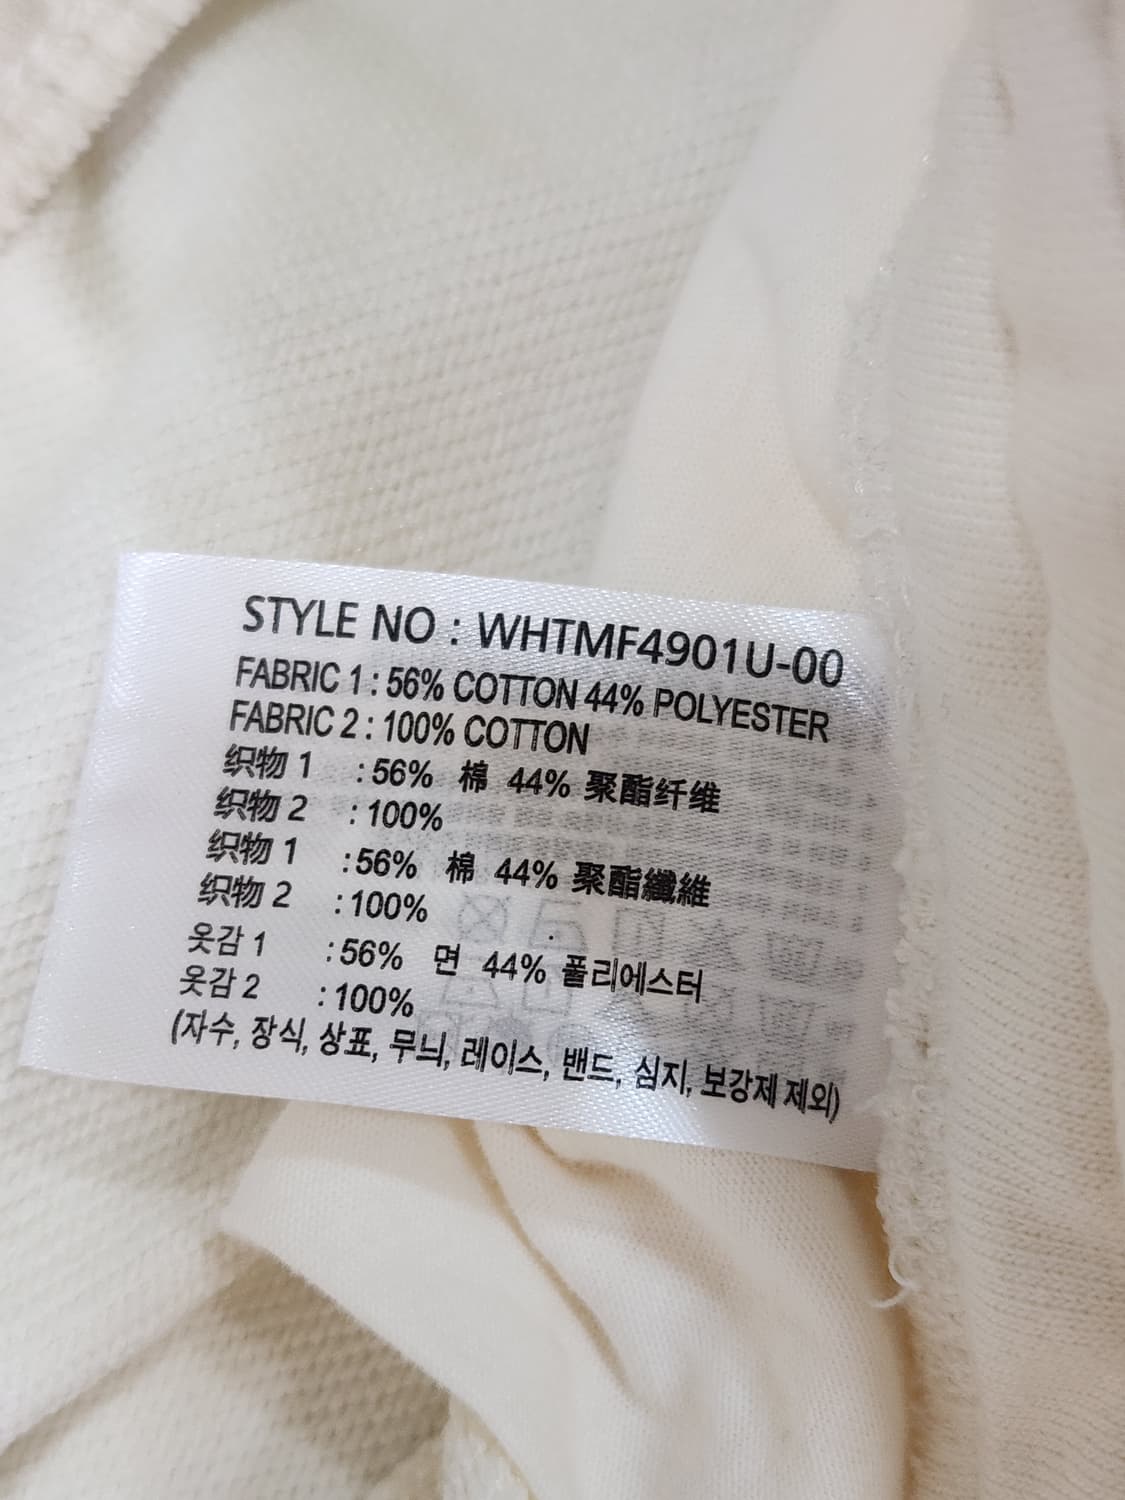 STYLE NO : WHTMF4901U-00
FABRIC 1 : 56% COTTON 44% POLYESTER
FABRIC 2 : 100% COTTON
织物 1 : 56% 棉 44% 聚酯纤维
织物 2 : 100%
织物 1 : 56% 棉 44% 聚酯纖維
织物 2 : 100%
옷감 1 : 56% 면 44% 폴리에스터
옷감 2 : 100%
(자수, 장식, 상표, 무늬, 레이스, 밴드, 심지, 보강제 제외)